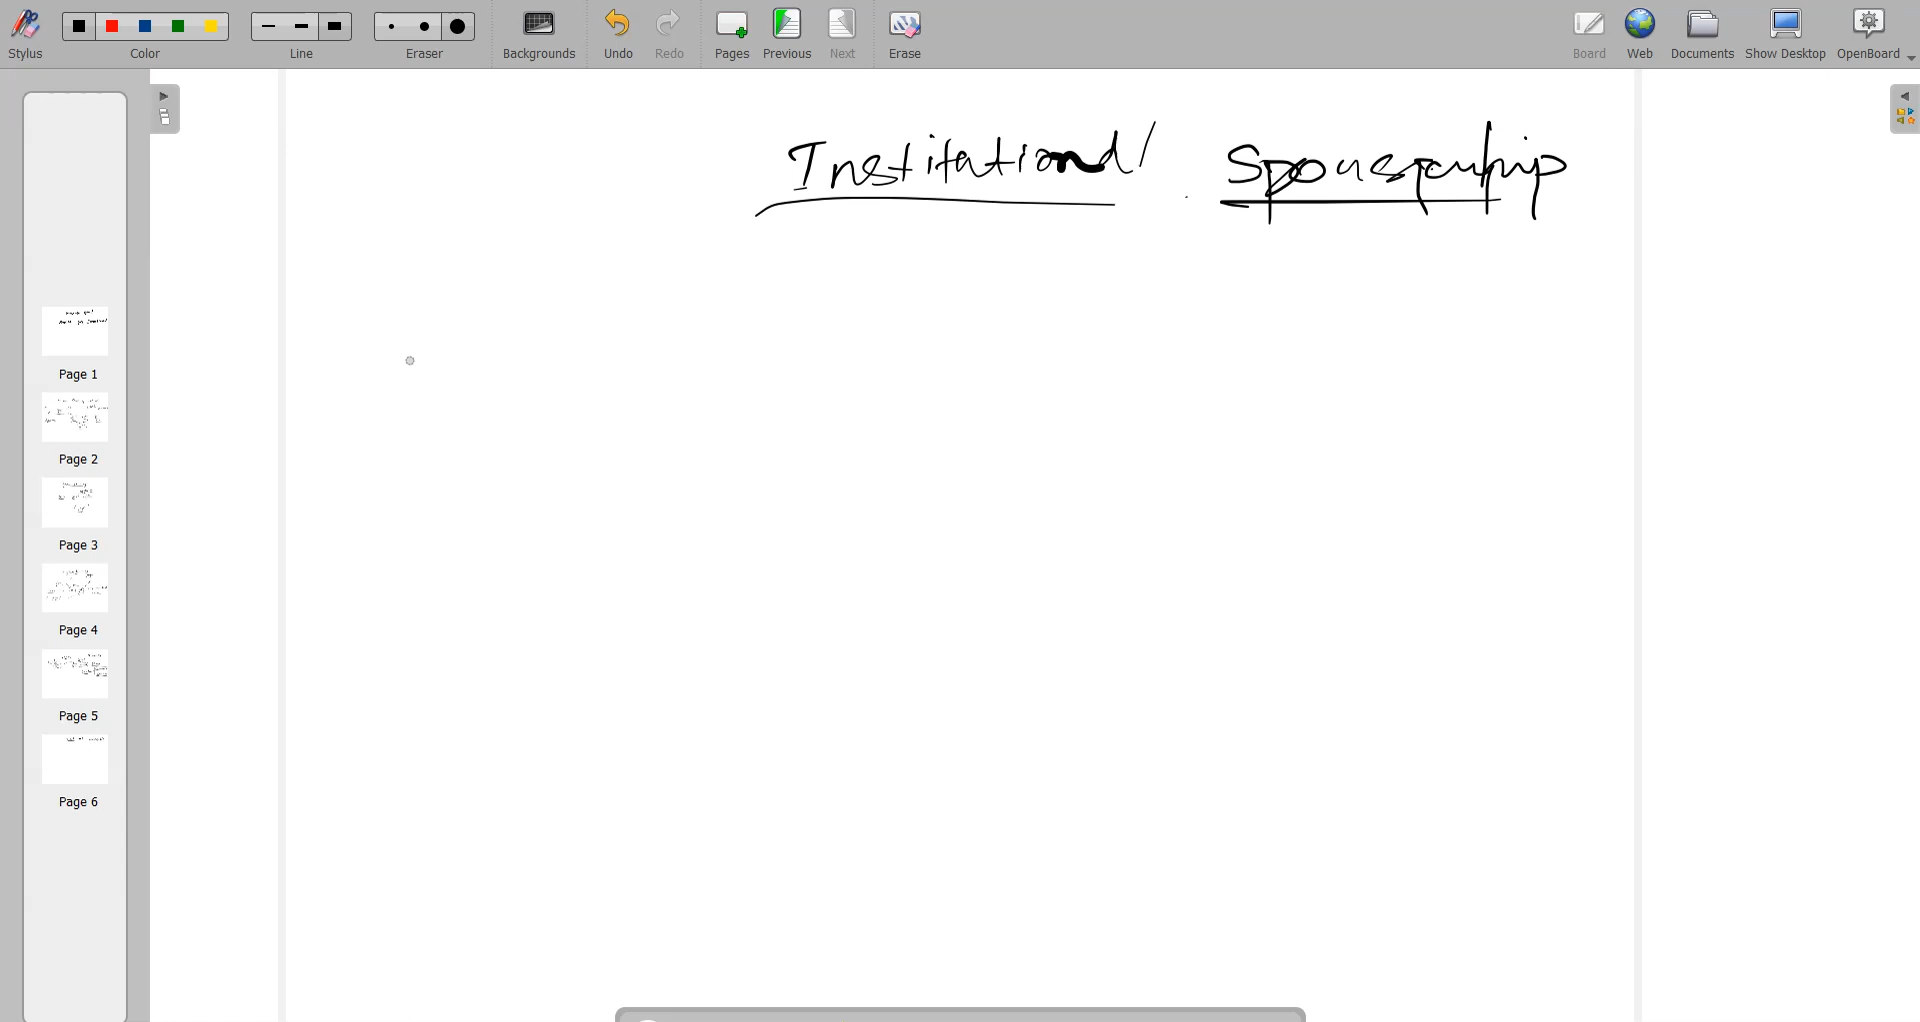 Stylus
Color
Line
Eraser
Backgrounds
Undo
Redo
Pages
Previous
Next
Erase
Board
Web
Documents
Show Desktop
OpenBoard
Institutional Sponsorship
Page 1
Page 2
Page 3
Page 4
Page 5
Page 6